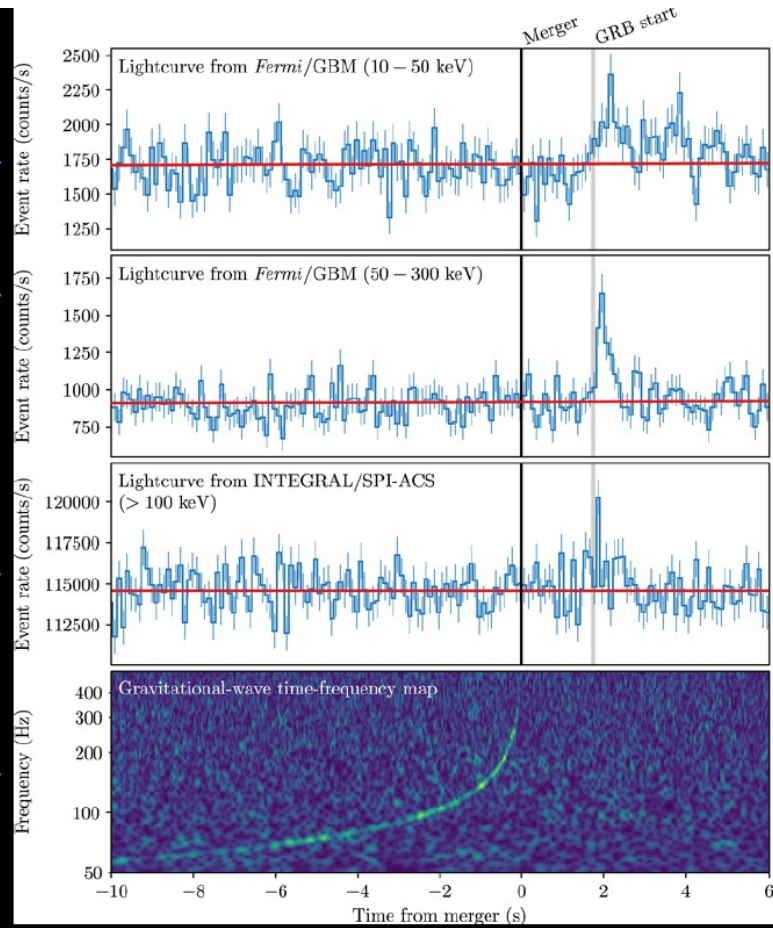 Merger
GRB start
Lightcurve from Fermi/GBM (10 − 50 keV)
Event rate (counts/s)
2500
2250
2000
1750
1500
1250
Lightcurve from Fermi/GBM (50 − 300 keV)
Event rate (counts/s)
1750
1500
1250
1000
750
Lightcurve from INTEGRAL/SPI-ACS
(> 100 keV)
Event rate (counts/s)
120000
117500
115000
112500
Gravitational-wave time-frequency map
Frequency (Hz)
400
300
200
100
50
−10 −8 −6 −4 −2 0 2 4 6
Time from merger (s)